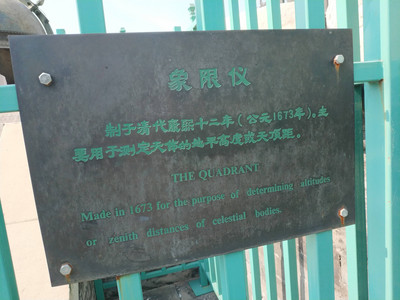 象限仪
制于清代康熙十二年(公元1673年)。主
要用于测定天体的地平高度或天顶距。
THE QUADRANT
Made in 1673 for the purpose of determining altitudes
or zenith distances of celestial bodies.